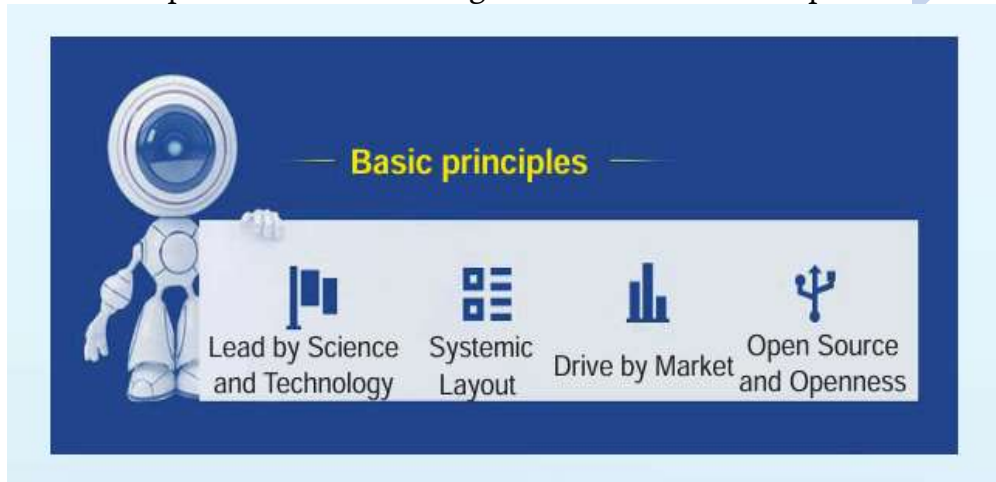 Basic principles
Lead by Science
and Technology
Systemic
Layout
Drive by Market
Open Source
and Openness